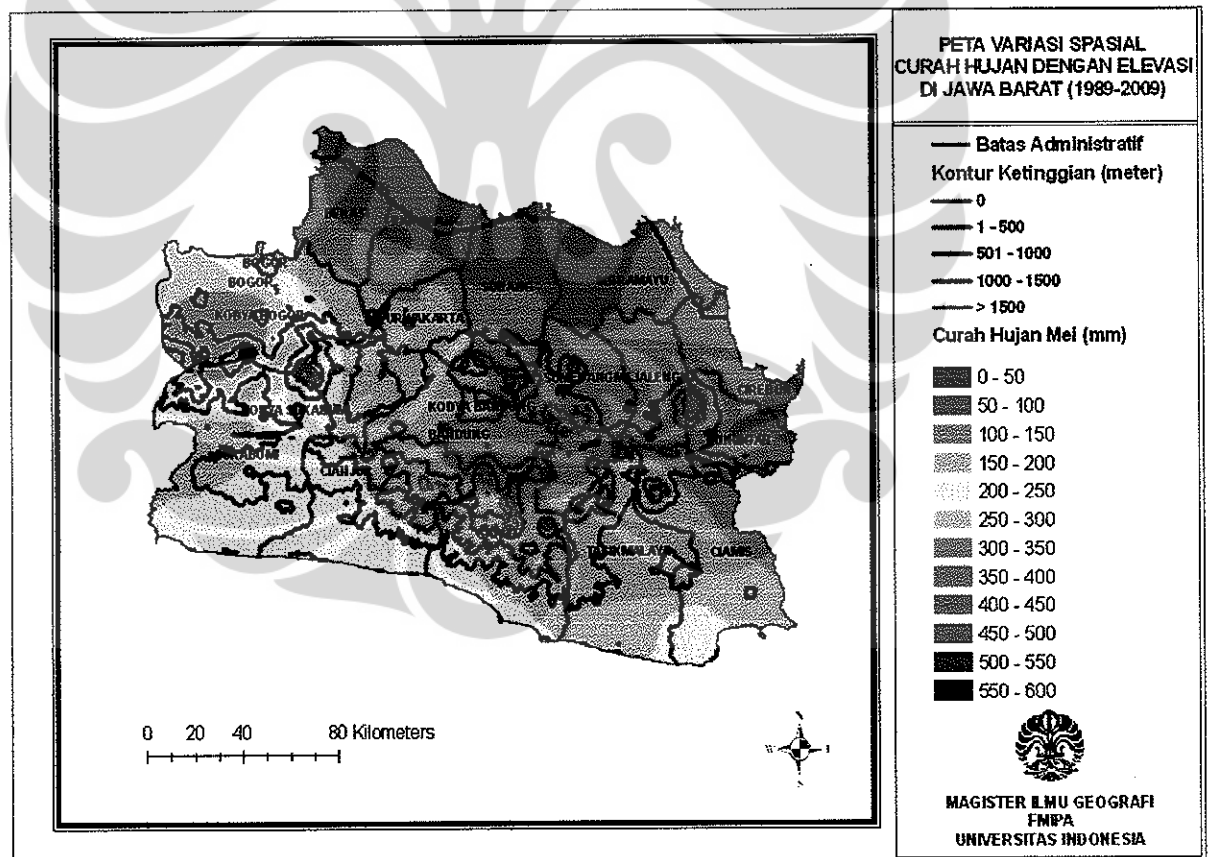 PETA VARIASI SPASIAL
CURAH HUJAN DENGAN ELEVASI
DI JAWA BARAT (1989-2009)
Batas Administratif
Kontur Ketinggian (meter)
0
1 - 500
501 - 1000
1000 - 1500
> 1500
Curah Hujan Mei (mm)
0 - 50
50 - 100
100 - 150
150 - 200
200 - 250
250 - 300
300 - 350
350 - 400
400 - 450
450 - 500
500 - 550
550 - 600
MAGISTER ILMU GEOGRAFI
FMIPA
UNIVERSITAS INDONESIA
BOGOR
KODYA BOGOR
BANDUNG
CIAMIS
0 20 40 80 Kilometers
W